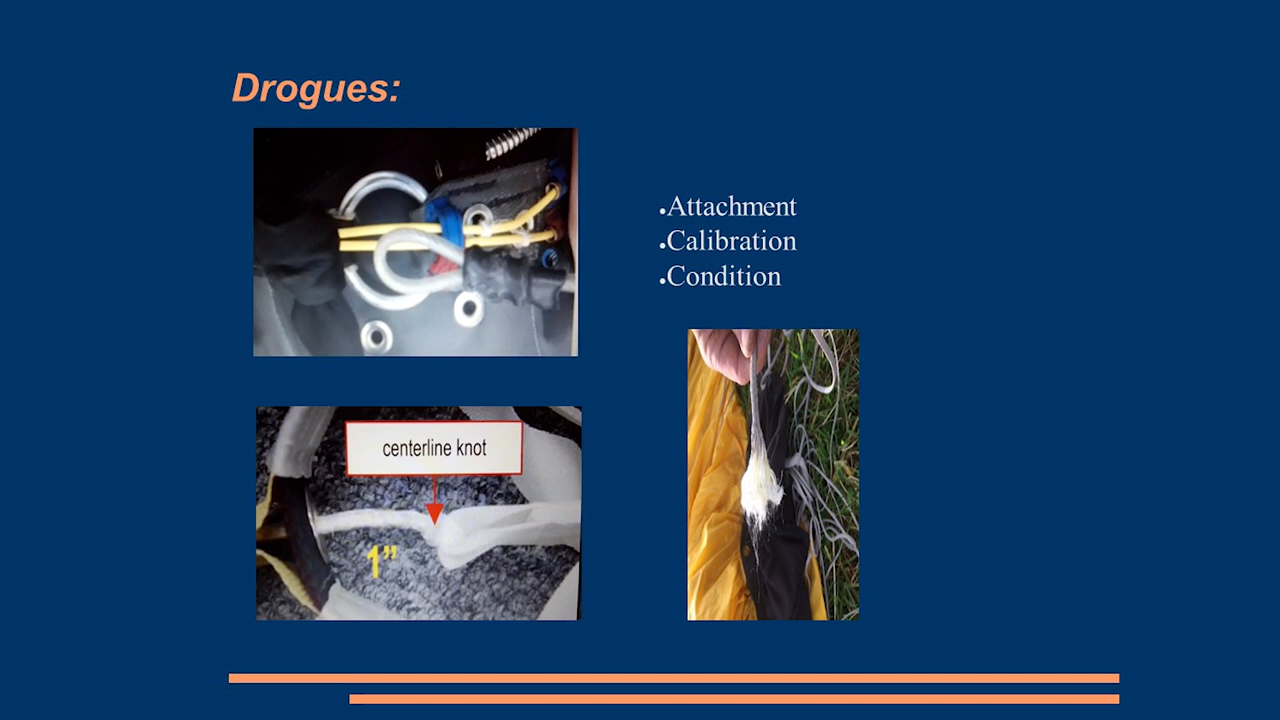 Drogues:
•Attachment
•Calibration
•Condition
centerline knot
1”